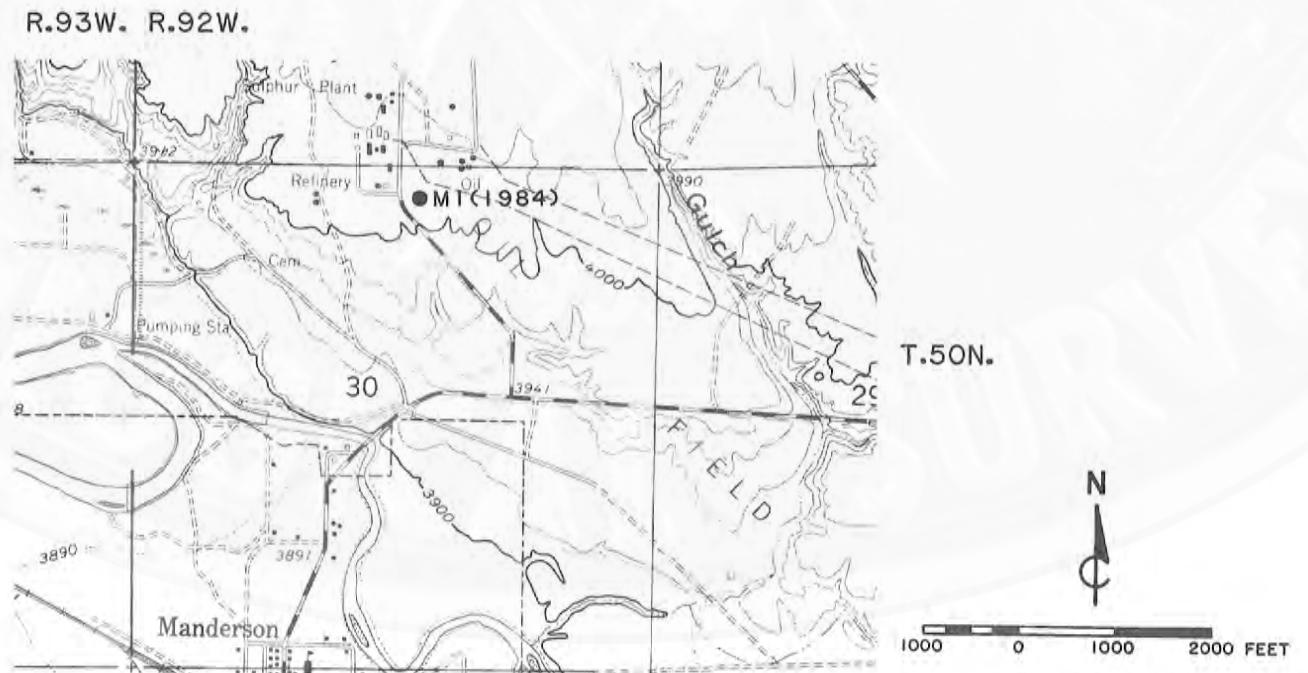 R.93W. R.92W.
Sulphur Plant
3942
Refinery
Oil
M1(1984)
3990
Gulch
Cem
4000
Pumping Sta
T.50N.
30
3941
29
8
FIELD
N
3900
3890
3891
Manderson
1000 0 1000 2000 FEET